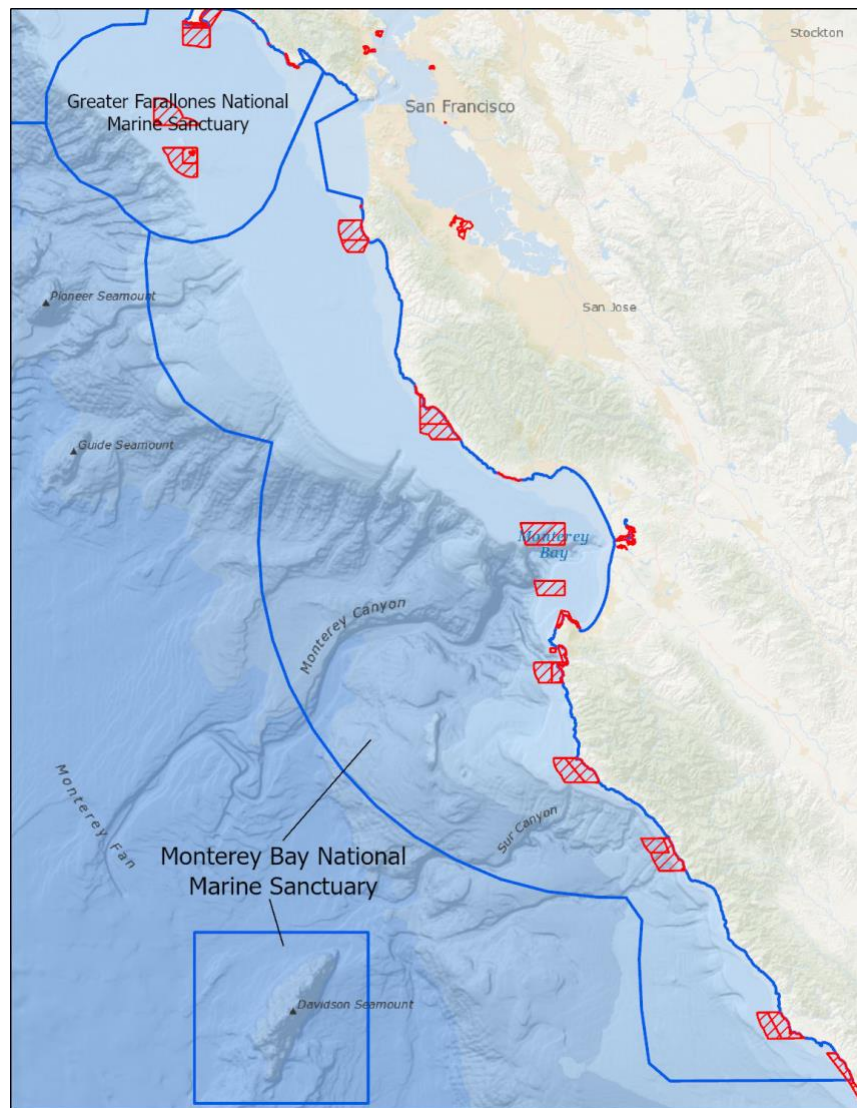 Stockton
Greater Farallones National
Marine Sanctuary
San Francisco
Pioneer Seamount
San Jose
Guide Seamount
Monterey
Bay
Monterey Canyon
Monterey Fan
Sur Canyon
Monterey Bay National
Marine Sanctuary
Davidson Seamount